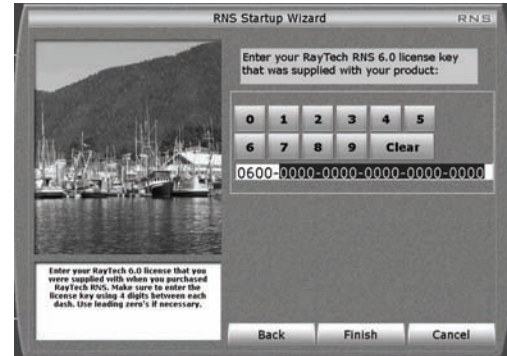 RNS Startup Wizard
RNS
Enter your RayTech RNS 6.0 license key
that was supplied with your product:
0 1 2 3 4 5
6 7 8 9 Clear
0600-0000-0000-0000-0000-0000
Enter your RayTech 6.0 license that you
were supplied with when you purchased
RayTech RNS. Make sure to enter the
license key using 4 digits between each
dash. Use leading zero's if necessary.
Back Finish Cancel